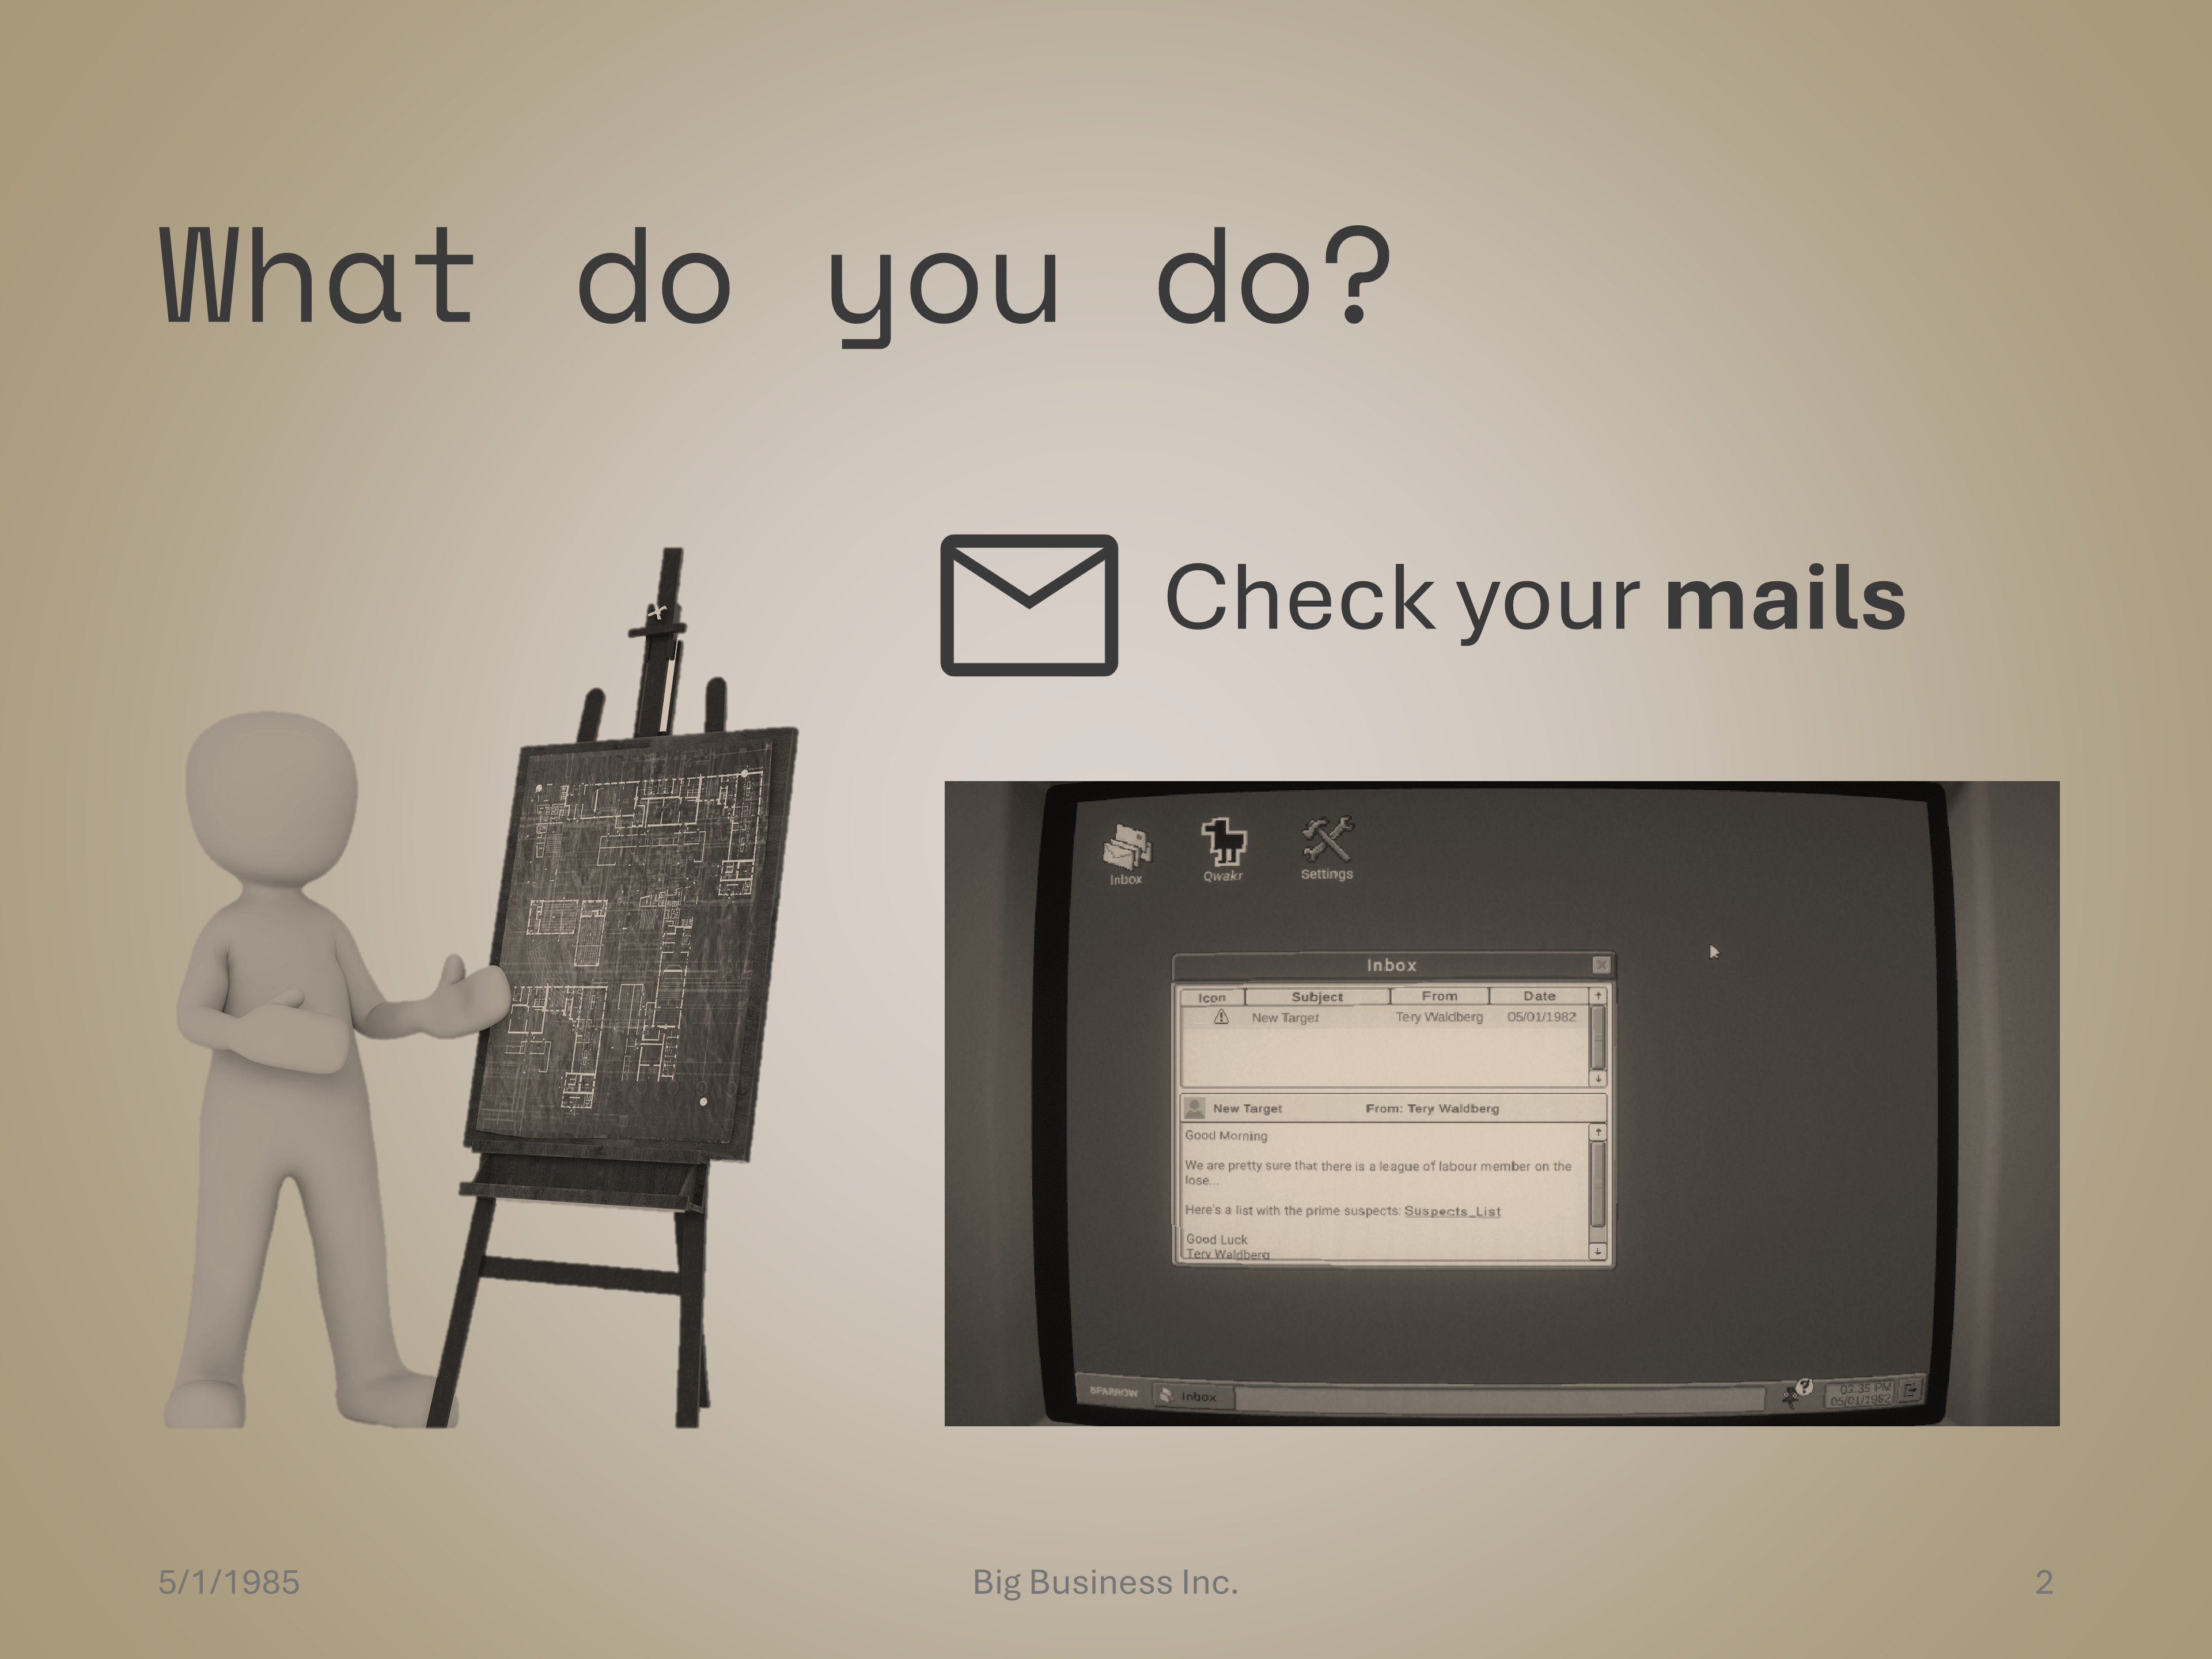 What do you do?
Check your mails
Inbox
Qwakr
Settings
Inbox
Icon Subject From Date
New Target Tery Waldberg 05/01/1982
New Target From: Tery Waldberg
Good Morning
We are pretty sure that there is a league of labour member on the
lose...
Here's a list with the prime suspects: Suspects_List
Good Luck
Tery Waldberg
SPARROW Inbox 03:35 PM
05/01/1982
5/1/1985 Big Business Inc. 2